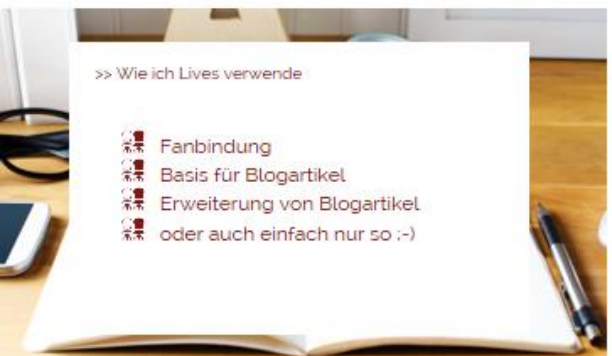 >> Wie ich Lives verwende
Fanbindung
Basis für Blogartikel
Erweiterung von Blogartikel
oder auch einfach nur so ;-)